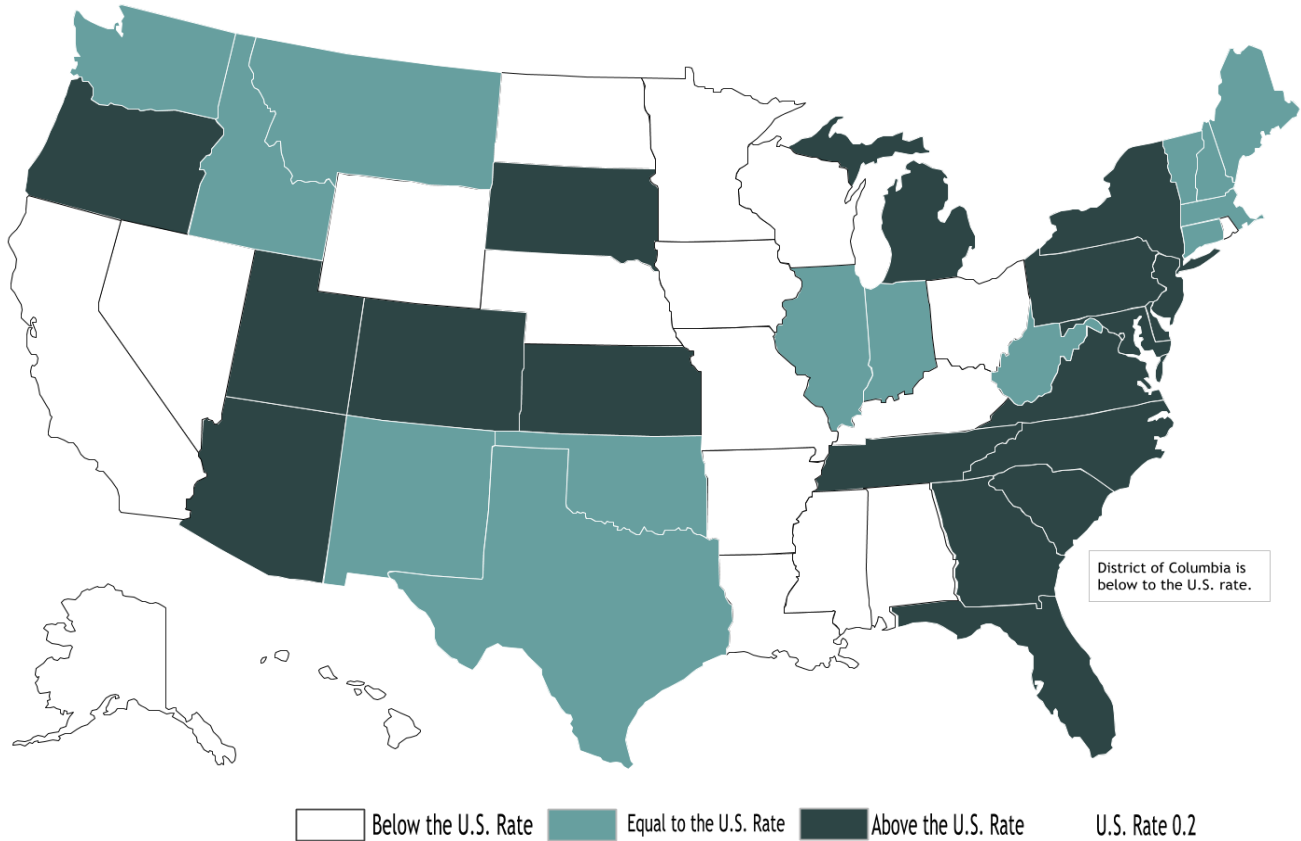 District of Columbia is
below to the U.S. rate.
Below the U.S. Rate
Equal to the U.S. Rate
Above the U.S. Rate
U.S. Rate 0.2